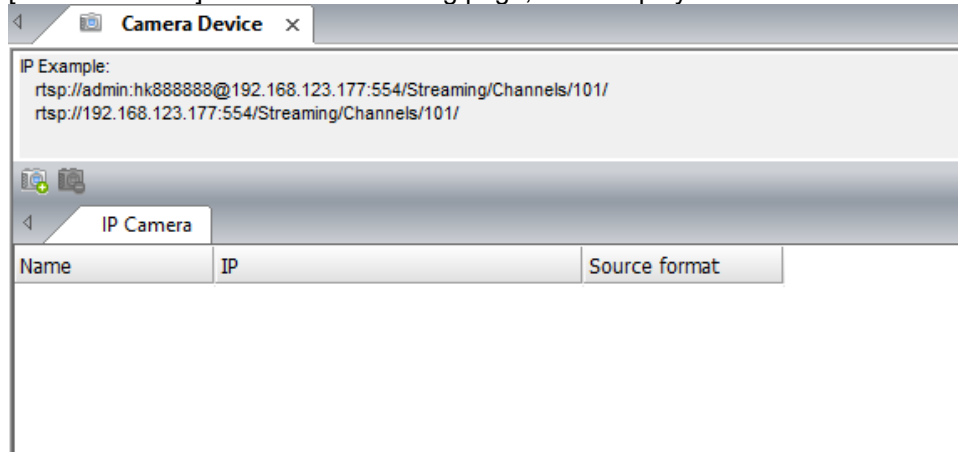 Camera Device
IP Example:
rtsp://admin:hk888888@192.168.123.177:554/Streaming/Channels/101/
rtsp://192.168.123.177:554/Streaming/Channels/101/
IP Camera
Name IP Source format